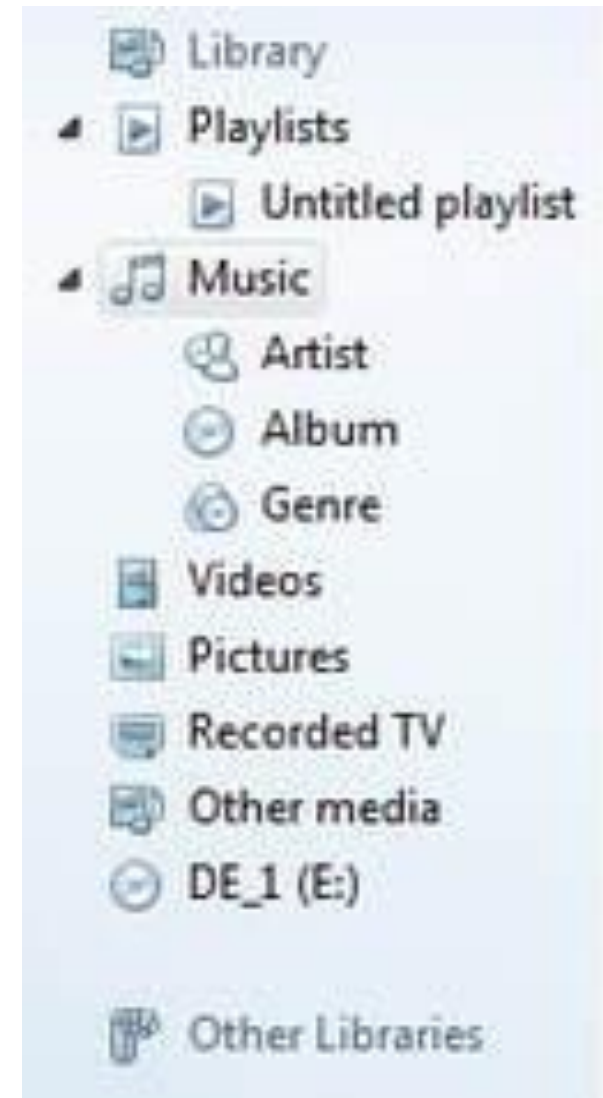 Library
Playlists
Untitled playlist
Music
Artist
Album
Genre
Videos
Pictures
Recorded TV
Other media
DE_1 (E:)
Other Libraries